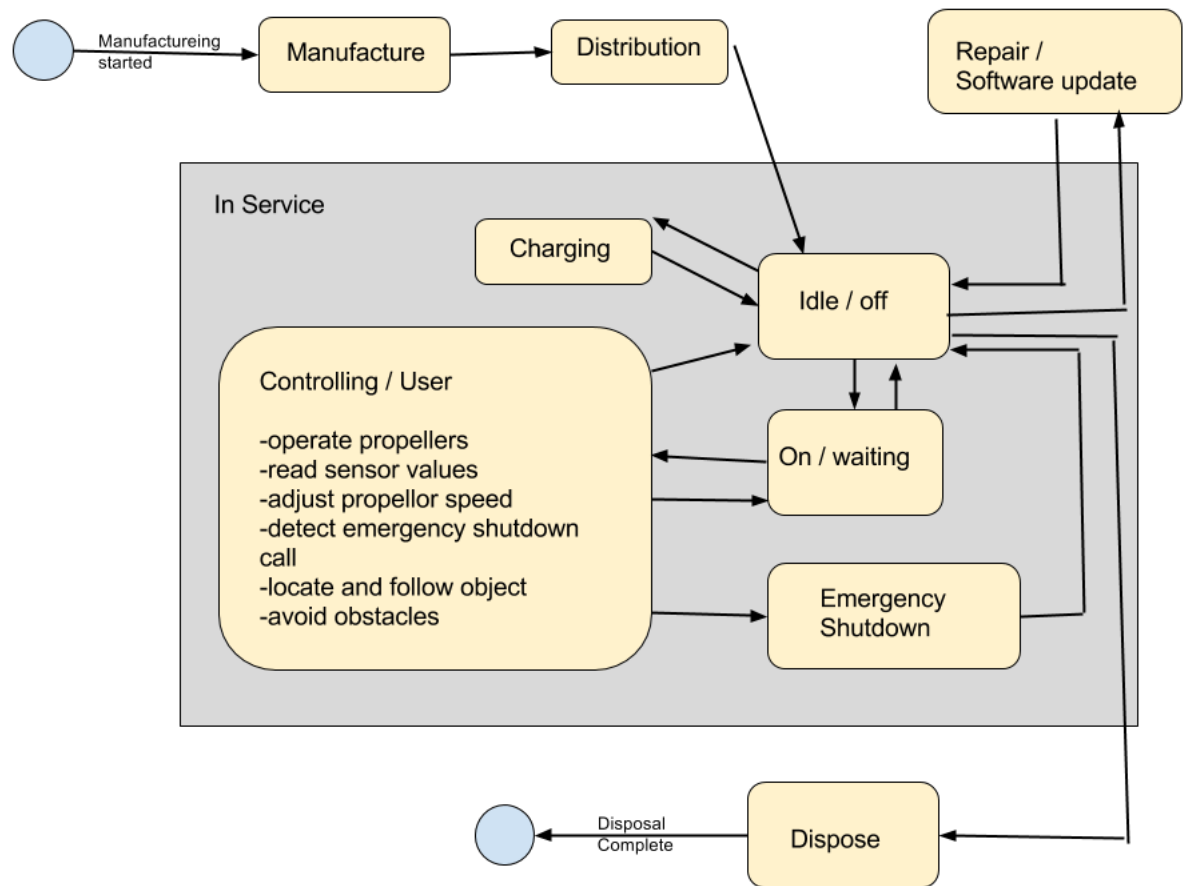 Manufactureing
started
Manufacture
Distribution
Repair /
Software update
In Service
Charging
Idle / off
Controlling / User
-operate propellers
-read sensor values
-adjust propellor speed
-detect emergency shutdown
call
-locate and follow object
-avoid obstacles
On / waiting
Emergency
Shutdown
Disposal
Complete
Dispose